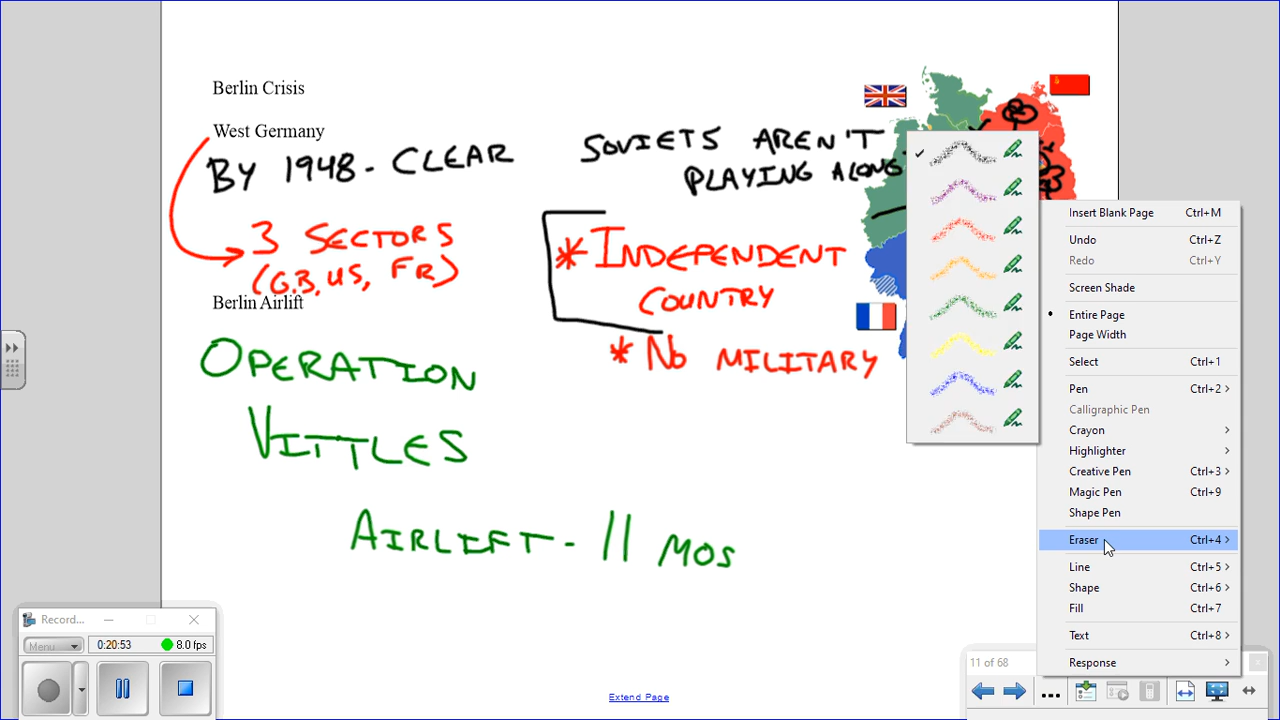 Berlin Crisis
West Germany
BY 1948 - CLEAR SOVIETS AREN'T
PLAYING ALONG
3 SECTORS
(G.B, US, FR)
* INDEPENDENT
COUNTRY
Berlin Airlift
* NO MILITARY
OPERATION
VITTLES
AIRLIFT - 11 MOS
Insert Blank Page Ctrl+M
Undo Ctrl+Z
Redo Ctrl+Y
Screen Shade
Entire Page
Page Width
Select Ctrl+1
Pen Ctrl+2
Calligraphic Pen
Crayon
Highlighter
Creative Pen Ctrl+3
Magic Pen Ctrl+9
Shape Pen
Eraser Ctrl+4
Line Ctrl+5
Shape Ctrl+6
Fill Ctrl+7
Text Ctrl+8
Response
Record...
Menu 0:20:53 8.0 fps
11 of 68
Extend Page